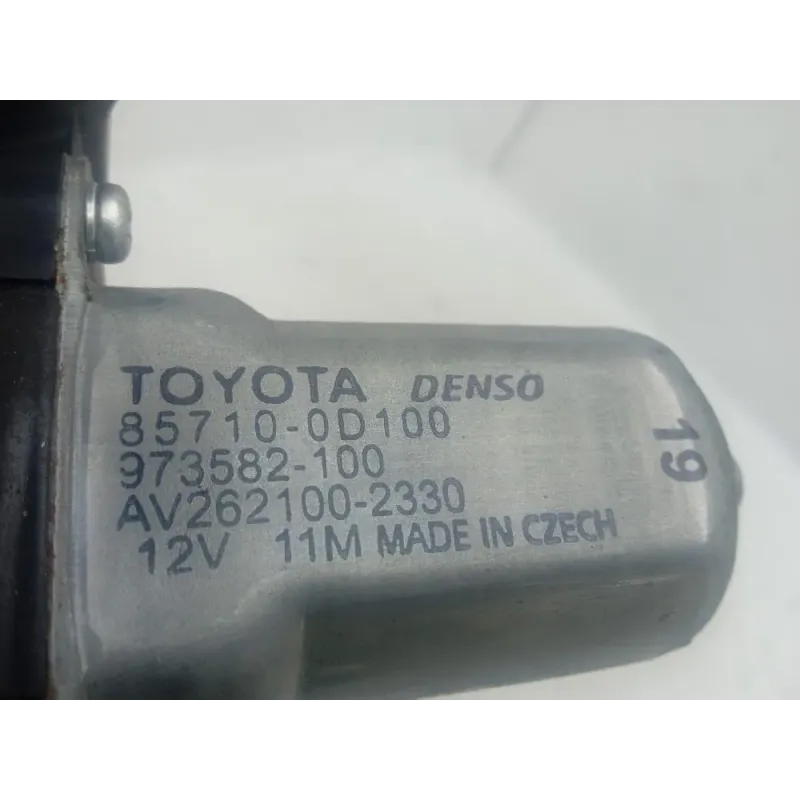 TOYOTA DENSO
85710-0D100
973582-100
AV262100-2330
12V 11M MADE IN CZECH
19